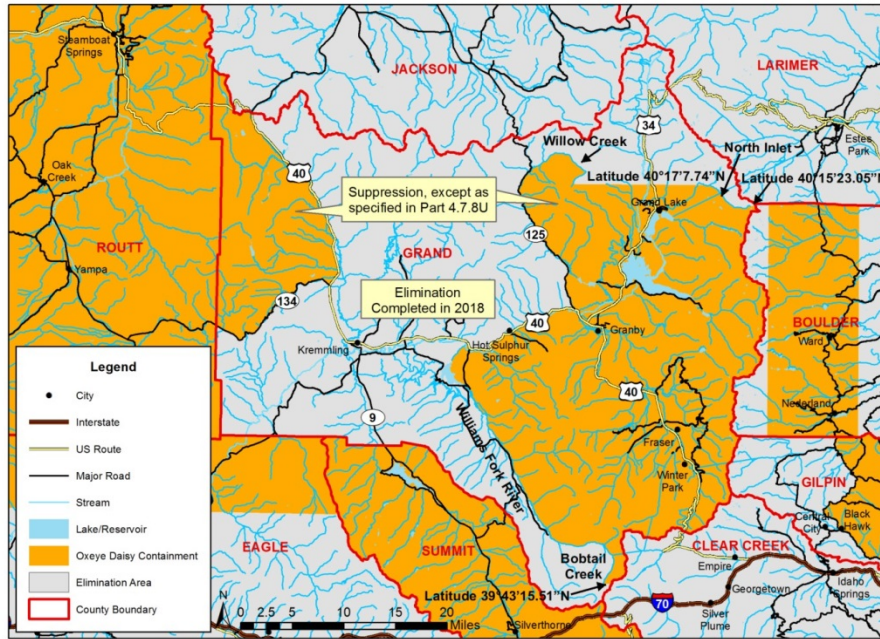 Steamboat
Springs
JACKSON
LARIMER
34
Willow Creek
North Inlet
Estes
Park
40
Oak
Creek
Suppression, except as
specified in Part 4.7.8U
Latitude 40°17'7.74"N
Latitude 40°15'23.05"N
Grand Lake
125
ROUTT
GRAND
Yampa
134
Elimination
Completed in 2018
40
Granby
BOULDER
Ward
Kremmling
Hot Sulphur
Springs
40
Nederland
9
Williams Fork River
Fraser
Winter
Park
GILPIN
Central
City
Black
Hawk
EAGLE
SUMMIT
Bobtail
Creek
CLEAR CREEK
Empire
Idaho
Springs
Georgetown
Latitude 39°43'15.51"N
70
Silver
Plume
Silverthorne
Legend
City
Interstate
US Route
Major Road
Stream
Lake/Reservoir
Oxeye Daisy Containment
Elimination Area
County Boundary
N
0 2.5 5 10 15 20
Miles